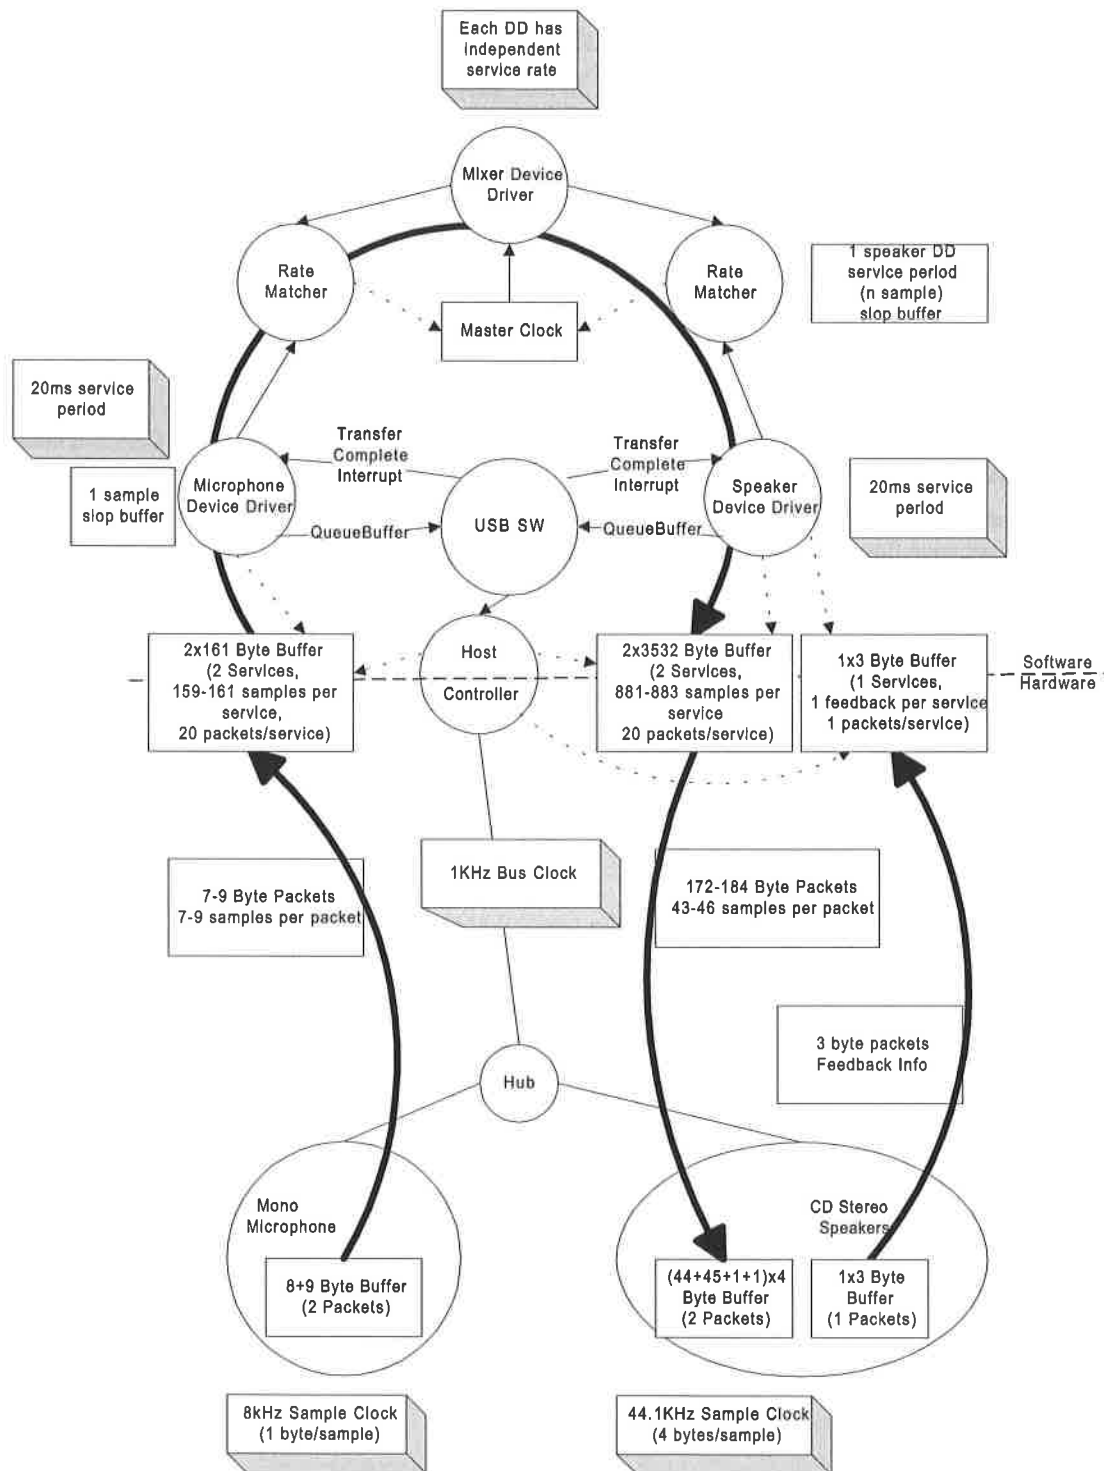 Each DD has
independent
service rate
Mixer Device
Driver
Rate
Matcher
Rate
Matcher
1 speaker DD
service period
(n sample)
slop buffer
Master Clock
20ms service
period
Transfer
Complete
Interrupt
Transfer
Complete
Interrupt
1 sample
slop buffer
Microphone
Device Driver
USB SW
Speaker
Device Driver
20ms service
period
QueueBuffer
QueueBuffer
2x161 Byte Buffer
(2 Services,
159-161 samples per
service,
20 packets/service)
Host
Controller
2x3532 Byte Buffer
(2 Services,
881-883 samples per
service
20 packets/service)
1x3 Byte Buffer
(1 Services,
1 feedback per service
1 packets/service)
Software
Hardware
7-9 Byte Packets
7-9 samples per packet
1KHz Bus Clock
172-184 Byte Packets
43-46 samples per packet
3 byte packets
Feedback Info
Hub
Mono
Microphone
CD Stereo
Speakers
8+9 Byte Buffer
(2 Packets)
(44+45+1+1)x4
Byte Buffer
(2 Packets)
1x3 Byte
Buffer
(1 Packets)
8kHz Sample Clock
(1 byte/sample)
44.1KHz Sample Clock
(4 bytes/sample)